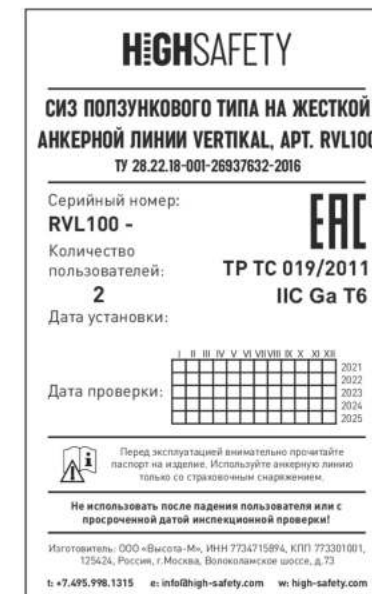 HIGHSAFETY
СИЗ ПОЛЗУНКОВОГО ТИПА НА ЖЕСТКОЙ
АНКЕРНОЙ ЛИНИИ VERTIKAL, АРТ. RVL100
ТУ 28.22.18-001-26937632-2016
Серийный номер:
RVL100 -
EAC
Количество
пользователей:
ТР ТС 019/2011
2
IIC Ga T6
Дата установки:
I II III IV V VI VII VIII IX X XI XII
2021
2022
Дата проверки:
2023
2024
2025
Перед эксплуатацией внимательно прочитайте
паспорт на изделие. Используйте анкерную линию
только со страховочным снаряжением.
Не использовать после падения пользователя или с
просроченной датой инспекционной проверки!
Изготовитель: ООО «Высота-М», ИНН 7734715894, КПП 773301001,
125424, Россия, г.Москва, Волоколамское шоссе, д.73
t: +7.495.998.1315 e: info@high-safety.com w: high-safety.com